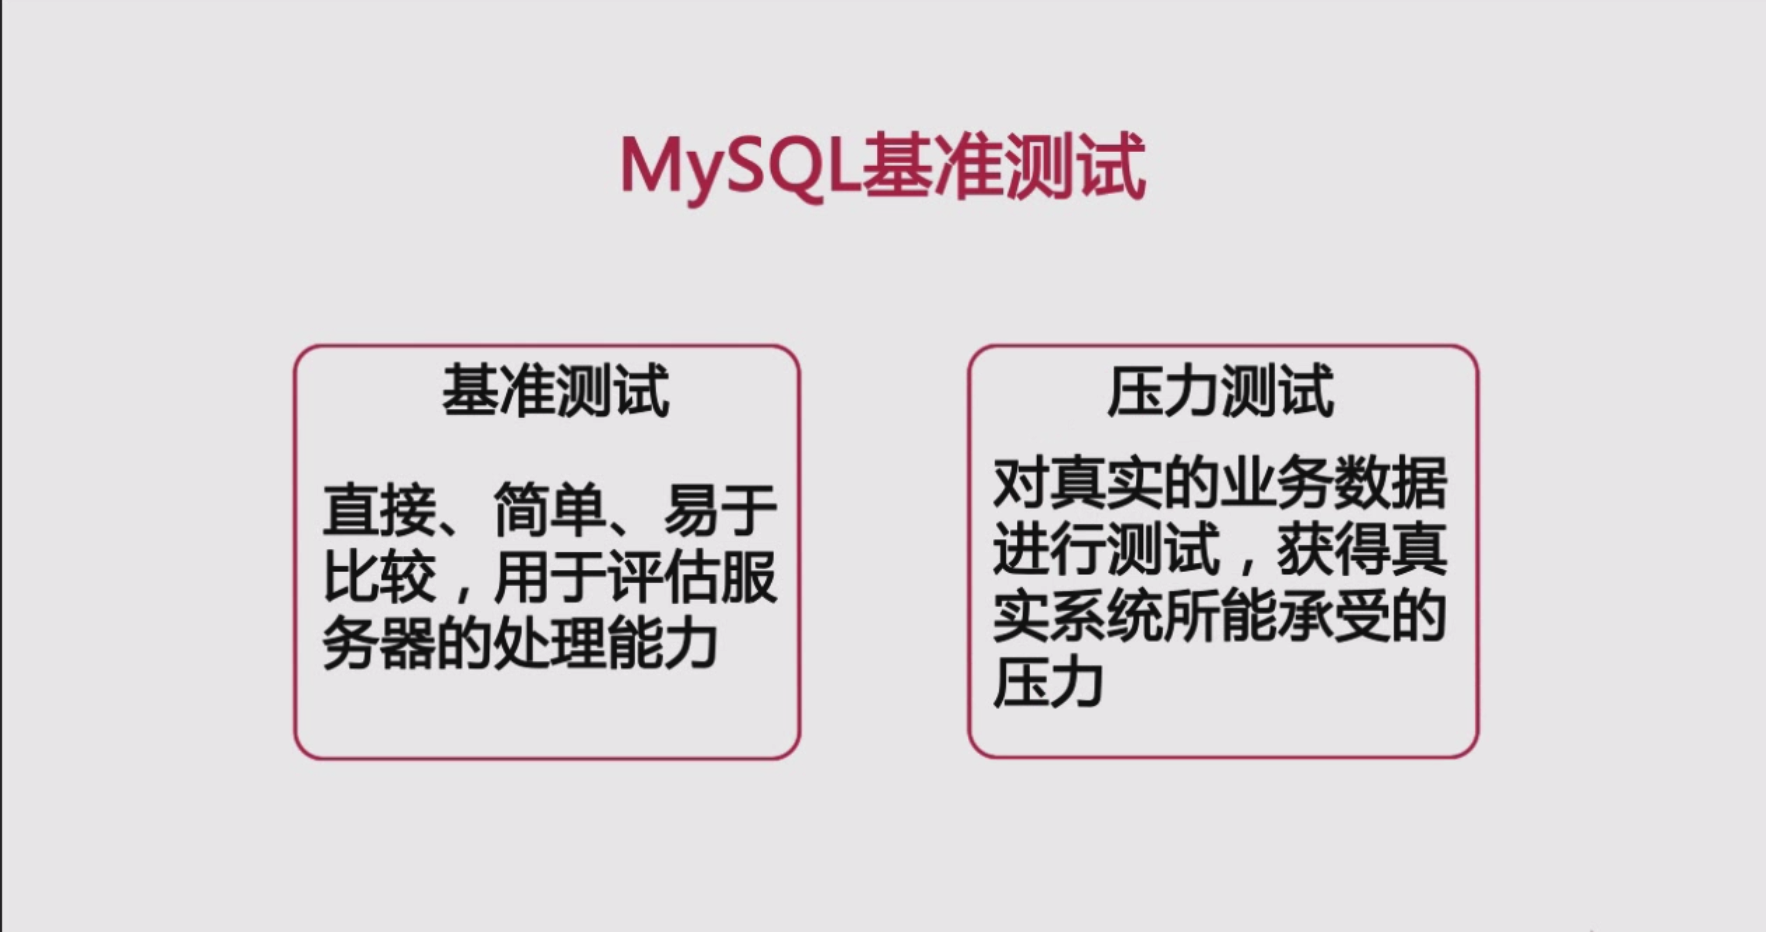 MySQL基准测试
基准测试
直接、简单、易于
比较，用于评估服
务器的处理能力
压力测试
对真实的业务数据
进行测试，获得真
实系统所能承受的
压力